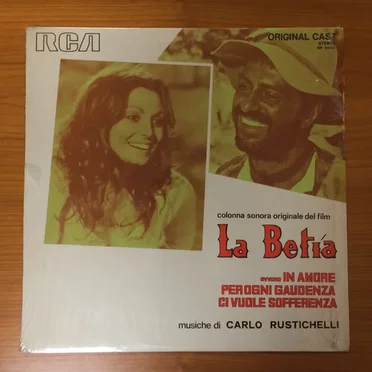 RCA
ORIGINAL CAST
STEREO
colonna sonora originale del film
La Betìa
ovvero IN AMORE
PER OGNI GAUDENZA
CI VUOLE SOFFERENZA
musiche di CARLO RUSTICHELLI